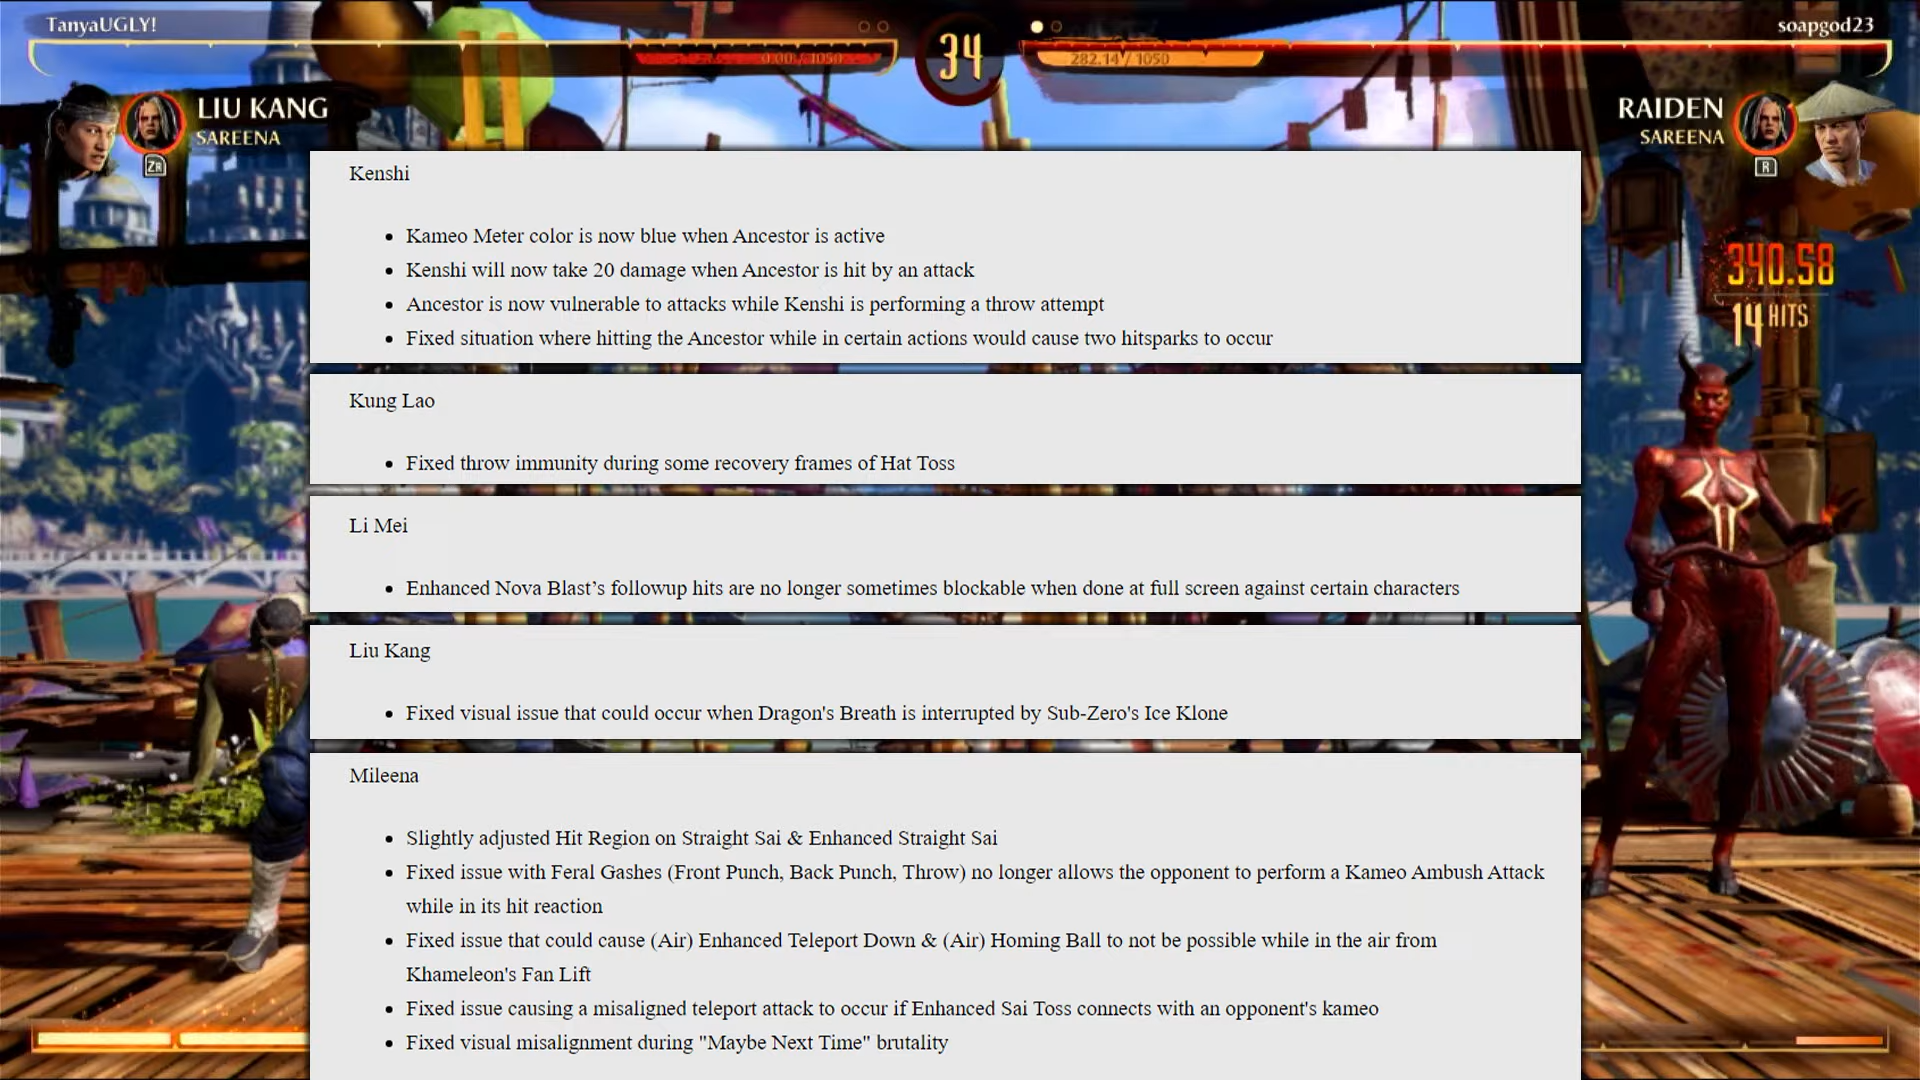 TanyaUGLY!
soapgod23
34
0.00 / 1050
282.14 / 1050
LIU KANG
SAREENA
ZR
RAIDEN
SAREENA
R
340.58
14 HITS
Kenshi
Kameo Meter color is now blue when Ancestor is active
Kenshi will now take 20 damage when Ancestor is hit by an attack
Ancestor is now vulnerable to attacks while Kenshi is performing a throw attempt
Fixed situation where hitting the Ancestor while in certain actions would cause two hitsparks to occur
Kung Lao
Fixed throw immunity during some recovery frames of Hat Toss
Li Mei
Enhanced Nova Blast’s followup hits are no longer sometimes blockable when done at full screen against certain characters
Liu Kang
Fixed visual issue that could occur when Dragon's Breath is interrupted by Sub-Zero's Ice Klone
Mileena
Slightly adjusted Hit Region on Straight Sai & Enhanced Straight Sai
Fixed issue with Feral Gashes (Front Punch, Back Punch, Throw) no longer allows the opponent to perform a Kameo Ambush Attack
while in its hit reaction
Fixed issue that could cause (Air) Enhanced Teleport Down & (Air) Homing Ball to not be possible while in the air from
Khameleon's Fan Lift
Fixed issue causing a misaligned teleport attack to occur if Enhanced Sai Toss connects with an opponent's kameo
Fixed visual misalignment during "Maybe Next Time" brutality